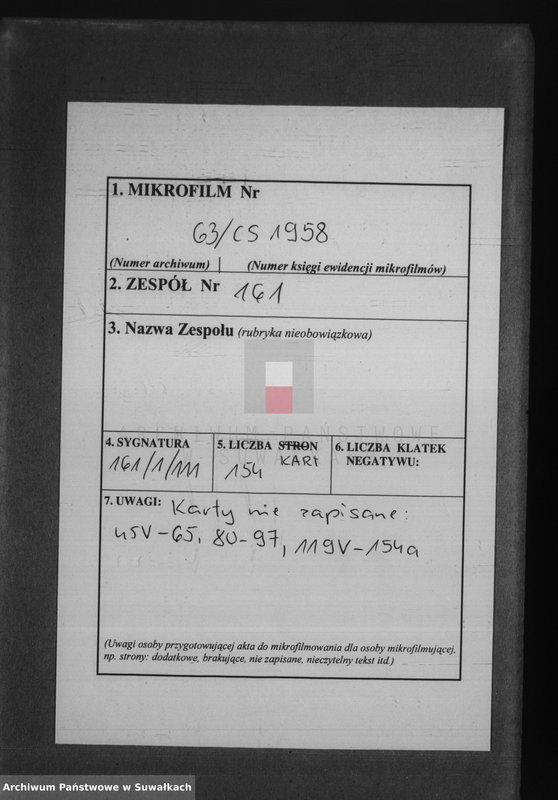 1. MIKROFILM Nr
63/CS 1958
(Numer archiwum) (Numer księgi ewidencji mikrofilmów)
2. ZESPÓŁ Nr 161
3. Nazwa Zespołu (rubryka nieobowiązkowa)
ARCHIWUM PAŃSTWOWE
W SUWAŁKACH
4. SYGNATURA
161/1/111
5. LICZBA STRON
KART
154
6. LICZBA KLATEK
NEGATYWU:
7. UWAGI: Karty nie zapisane:
45V-65, 80-97, 119V-154a
(Uwagi osoby przygotowującej akta do mikrofilmowania dla osoby mikrofilmującej,
np. strony: dodatkowe, brakujące, nie zapisane, nieczytelny tekst itd.)
Archiwum Państwowe w Suwałkach